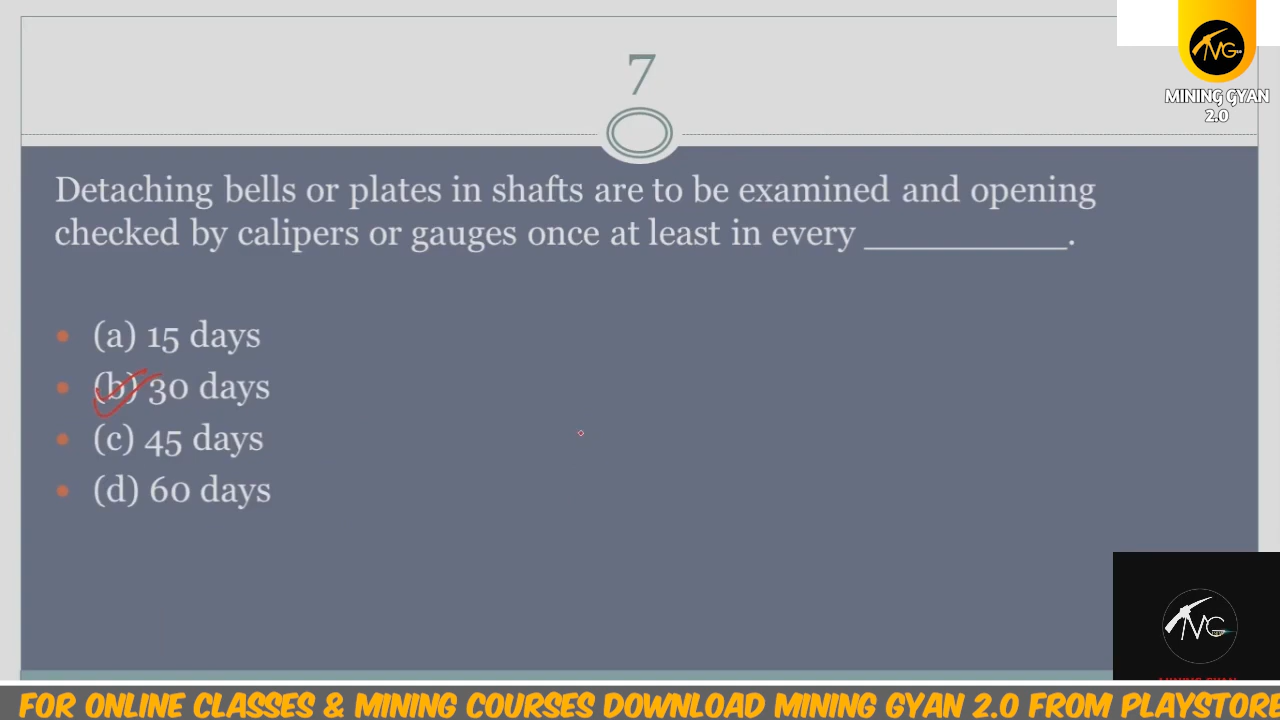 7
MINING GYAN
2.0
Detaching bells or plates in shafts are to be examined and opening
checked by calipers or gauges once at least in every __________.
(a) 15 days
(b) 30 days
(c) 45 days
(d) 60 days
FOR ONLINE CLASSES & MINING COURSES DOWNLOAD MINING GYAN 2.0 FROM PLAYSTORE